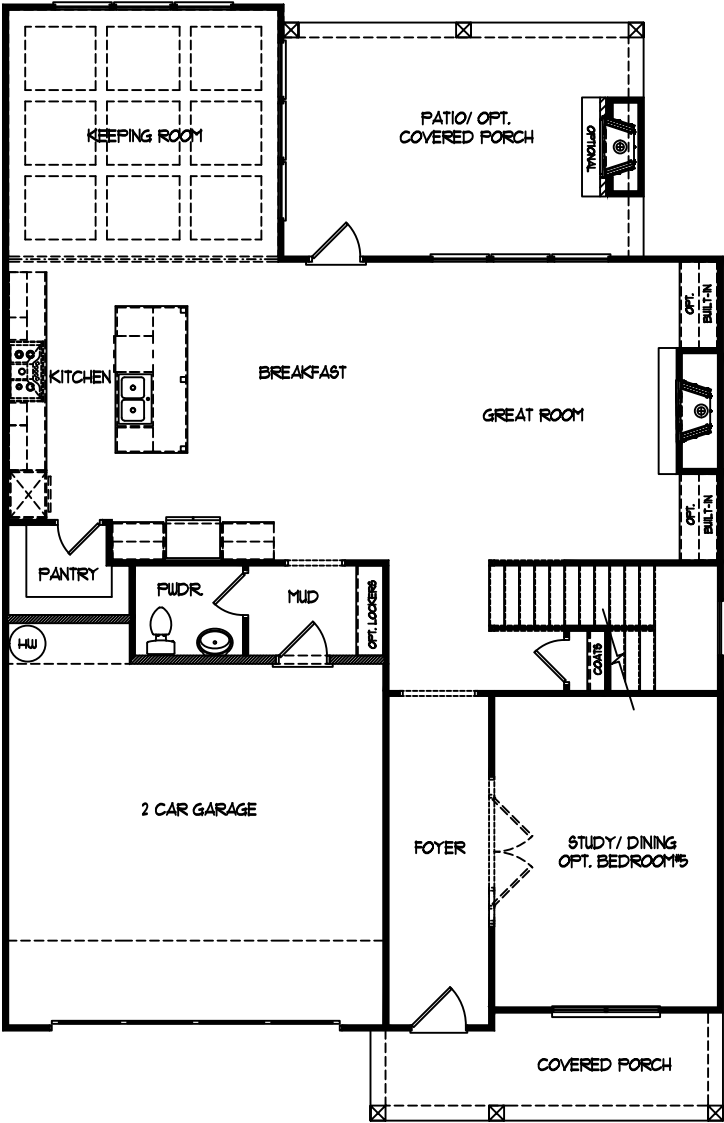 PATIO/ OPT.
COVERED PORCH
KEEPING ROOM
OPTIONAL
OPT.
BUILT-IN
KITCHEN
BREAKFAST
GREAT ROOM
OPT.
BUILT-IN
PANTRY
PWDR.
MUD
OPT. LOCKERS
HW
COATS
2 CAR GARAGE
FOYER
STUDY/ DINING
OPT. BEDROOM#5
COVERED PORCH